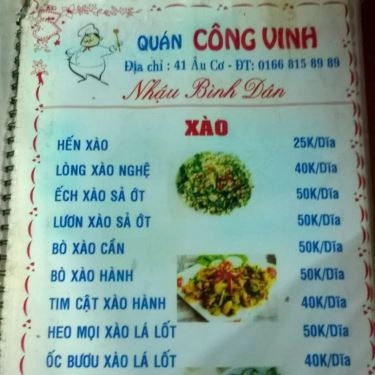 QUÁN CÔNG VINH
Địa chỉ : 41 Âu Cơ - ĐT: 0166 815 89 89
Nhậu Bình Dân
XÀO
HẾN XÀO 25K/Dĩa
LÒNG XÀO NGHỆ 40K/Dĩa
ẾCH XÀO SẢ ỚT 50K/Dĩa
LƯƠN XÀO SẢ ỚT 50K/Dĩa
BÒ XÀO CẦN 50K/Dĩa
BÒ XÀO HÀNH 50K/Dĩa
TIM CẬT XÀO HÀNH 40K/Dĩa
HEO MỌI XÀO LÁ LỐT 50K/Dĩa
ỐC BƯƠU XÀO LÁ LỐT 40K/Dĩa